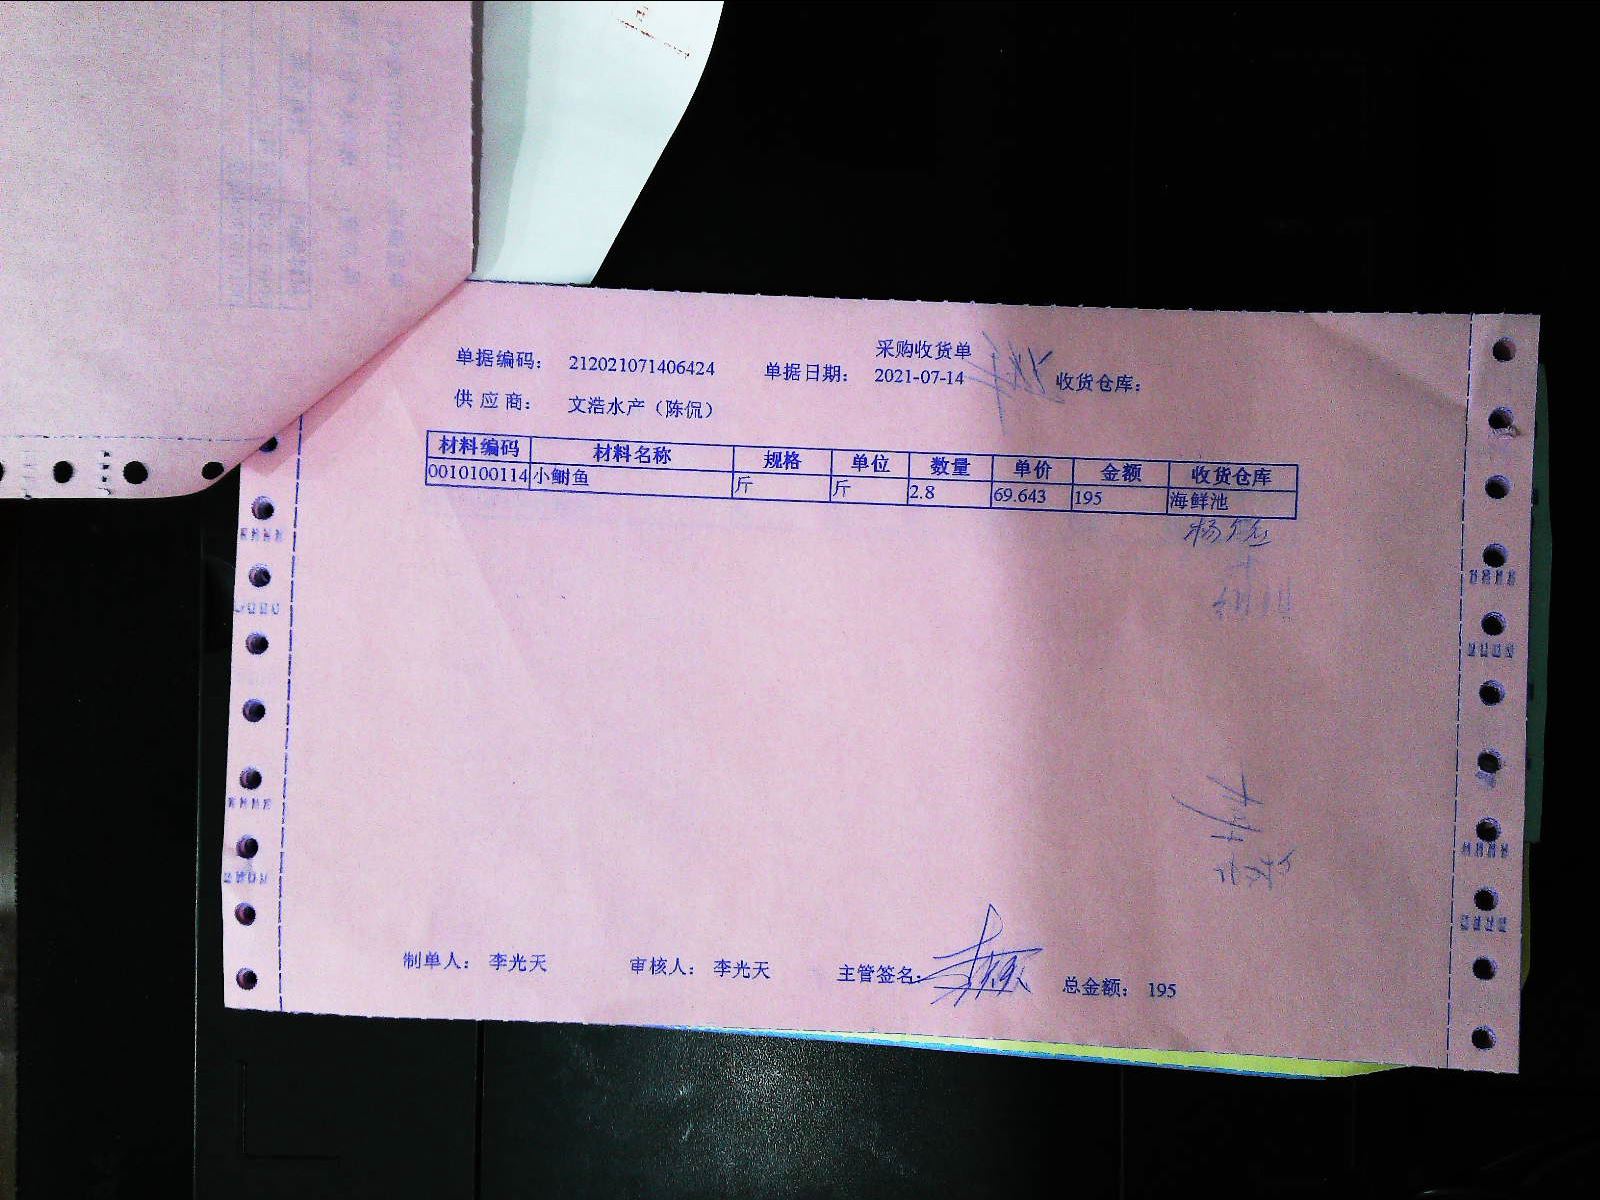 采购收货单
单据编码： 212021071406424 单据日期： 2021-07-14 收货仓库：
供 应 商： 文浩水产（陈侃）
材料编码 材料名称 规格 单位 数量 单价 金额 收货仓库
0010100114 小鲥鱼 斤 斤 2.8 69.643 195 海鲜池
制单人： 李光天 审核人： 李光天 主管签名： 总金额： 195